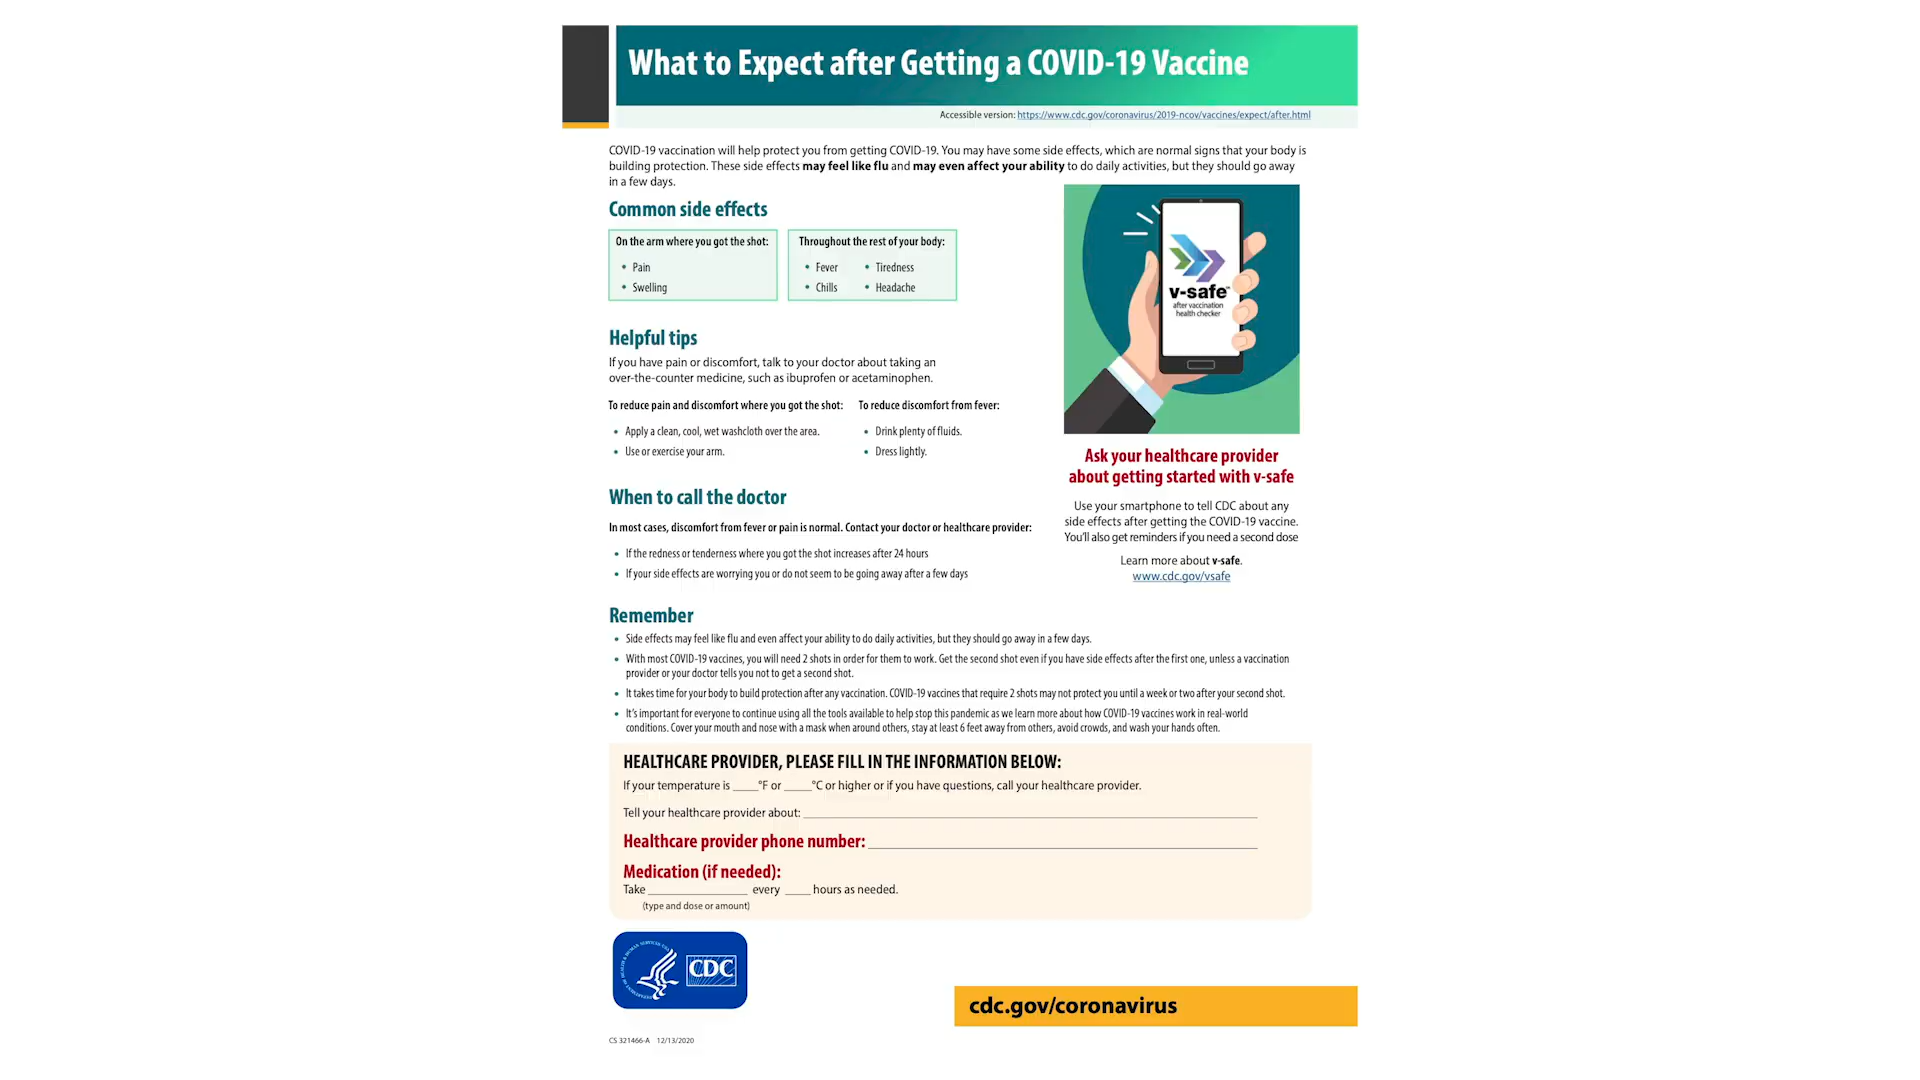 What to Expect after Getting a COVID-19 Vaccine
Accessible version: https://www.cdc.gov/coronavirus/2019-ncov/vaccines/expect/after.html
COVID-19 vaccination will help protect you from getting COVID-19. You may have some side effects, which are normal signs that your body is
building protection. These side effects may feel like flu and may even affect your ability to do daily activities, but they should go away
in a few days.
Common side effects
On the arm where you got the shot:
• Pain
• Swelling
Throughout the rest of your body:
• Fever
• Chills
• Tiredness
• Headache
Helpful tips
If you have pain or discomfort, talk to your doctor about taking an
over-the-counter medicine, such as ibuprofen or acetaminophen.
To reduce pain and discomfort where you got the shot:
• Apply a clean, cool, wet washcloth over the area.
• Use or exercise your arm.
To reduce discomfort from fever:
• Drink plenty of fluids.
• Dress lightly.
When to call the doctor
In most cases, discomfort from fever or pain is normal. Contact your doctor or healthcare provider:
• If the redness or tenderness where you got the shot increases after 24 hours
• If your side effects are worrying you or do not seem to be going away after a few days
v-safe™
after vaccination
health checker
Ask your healthcare provider
about getting started with v-safe
Use your smartphone to tell CDC about any
side effects after getting the COVID-19 vaccine.
You'll also get reminders if you need a second dose
Learn more about v-safe.
www.cdc.gov/vsafe
Remember
• Side effects may feel like flu and even affect your ability to do daily activities, but they should go away in a few days.
• With most COVID-19 vaccines, you will need 2 shots in order for them to work. Get the second shot even if you have side effects after the first one, unless a vaccination
provider or your doctor tells you not to get a second shot.
• It takes time for your body to build protection after any vaccination. COVID-19 vaccines that require 2 shots may not protect you until a week or two after your second shot.
• It's important for everyone to continue using all the tools available to help stop this pandemic as we learn more about how COVID-19 vaccines work in real-world
conditions. Cover your mouth and nose with a mask when around others, stay at least 6 feet away from others, avoid crowds, and wash your hands often.
HEALTHCARE PROVIDER, PLEASE FILL IN THE INFORMATION BELOW:
If your temperature is ____°F or ____°C or higher or if you have questions, call your healthcare provider.
Tell your healthcare provider about: ____
Healthcare provider phone number: ____
Medication (if needed):
Take ____ every ____ hours as needed.
(type and dose or amount)
DEPARTMENT OF HEALTH & HUMAN SERVICES • USA
CDC
cdc.gov/coronavirus
CS 321466-A 12/13/2020